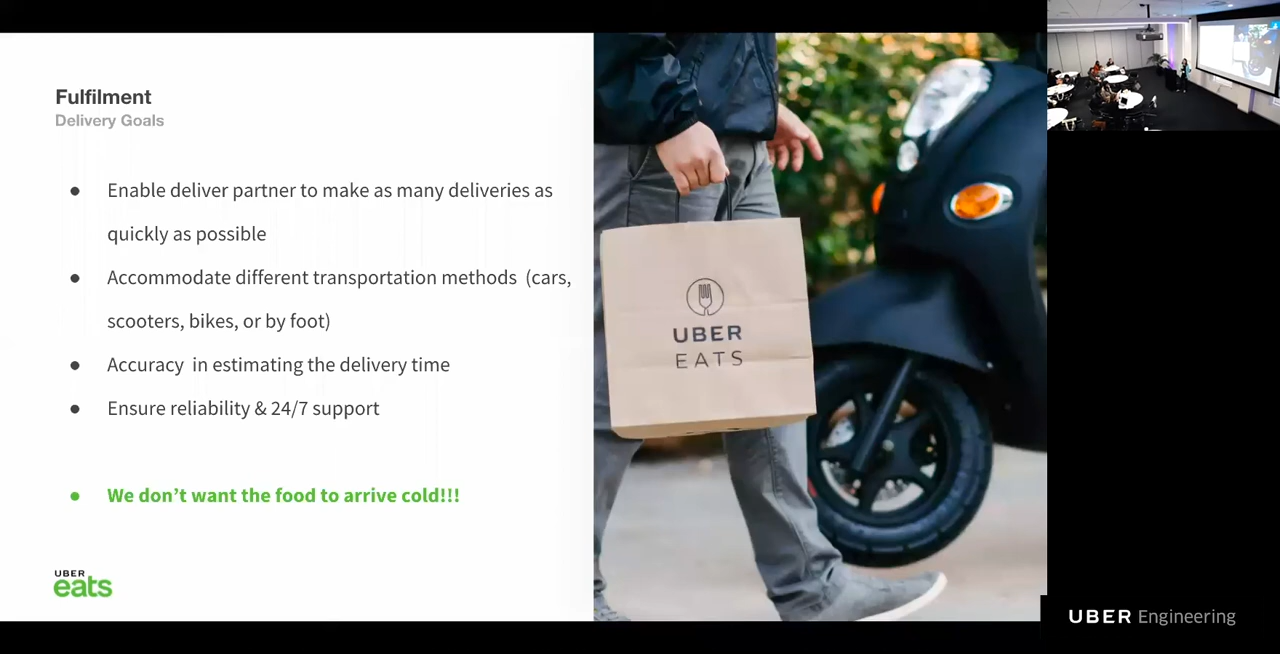 Fulfilment
Delivery Goals
● Enable deliver partner to make as many deliveries as
quickly as possible
● Accommodate different transportation methods (cars,
scooters, bikes, or by foot)
● Accuracy in estimating the delivery time
● Ensure reliability & 24/7 support
● We don’t want the food to arrive cold!!!
UBER
eats
UBER
EATS
UBER Engineering